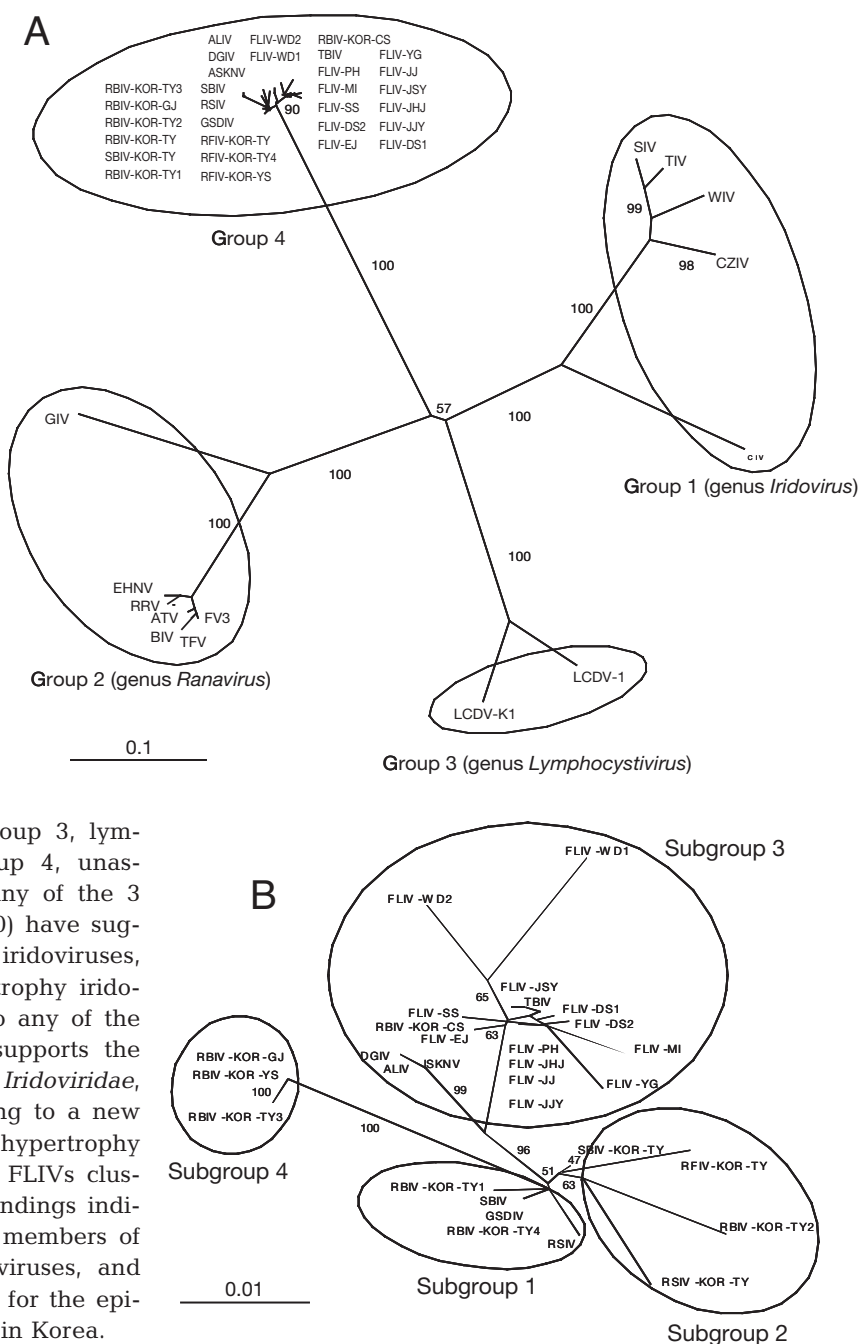 A
ALIV FLIV-WD2 RBIV-KOR-CS
DGIV FLIV-WD1 TBIV FLIV-YG
ASKNV FLIV-PH FLIV-JJ
RBIV-KOR-TY3 SBIV FLIV-MI FLIV-JSY
90
RBIV-KOR-GJ RSIV FLIV-SS FLIV-JHJ
RBIV-KOR-TY2 GSDIV FLIV-DS2 FLIV-JJY
RBIV-KOR-TY RFIV-KOR-TY FLIV-EJ FLIV-DS1
SBIV-KOR-TY RFIV-KOR-TY4
RBIV-KOR-TY1 RFIV-KOR-YS
Group 4
SIV
TIV
WIV
99
CZIV
98
100
100
57
100
CIV
Group 1 (genus Iridovirus)
GIV
100
100
EHNV
RRV
ATV FV3
BIV TFV
Group 2 (genus Ranavirus)
100
LCDV-1
LCDV-K1
Group 3 (genus Lymphocystivirus)
0.1
oup 3, lym-
up 4, unas-
ny of the 3
0) have sug-
iridoviruses,
rophy irido-
o any of the
supports the
Iridoviridae,
ng to a new
hypertrophy
FLIVs clus-
ndings indi-
members of
viruses, and
for the epi-
in Korea.
B
Subgroup 3
FLIV-WD1
FLIV-WD2
65
FLIV-JSY
TBIV
FLIV-SS
FLIV-DS1
RBIV-KOR-CS
FLIV-DS2
FLIV-EJ
63
FLIV-PH
FLIV-MI
DGIV
ALIV
ISKNV
FLIV-JHJ
FLIV-JJ
FLIV-YG
FLIV-JJY
99
RBIV-KOR-GJ
RBIV-KOR-YS
100
RBIV-KOR-TY3
Subgroup 4
100
96
51
47
63
SBIV-KOR-TY
RFIV-KOR-TY
RBIV-KOR-TY2
RSIV-KOR-TY
Subgroup 2
RBIV-KOR-TY1
SBIV
GSDIV
RBIV-KOR-TY4
RSIV
Subgroup 1
0.01